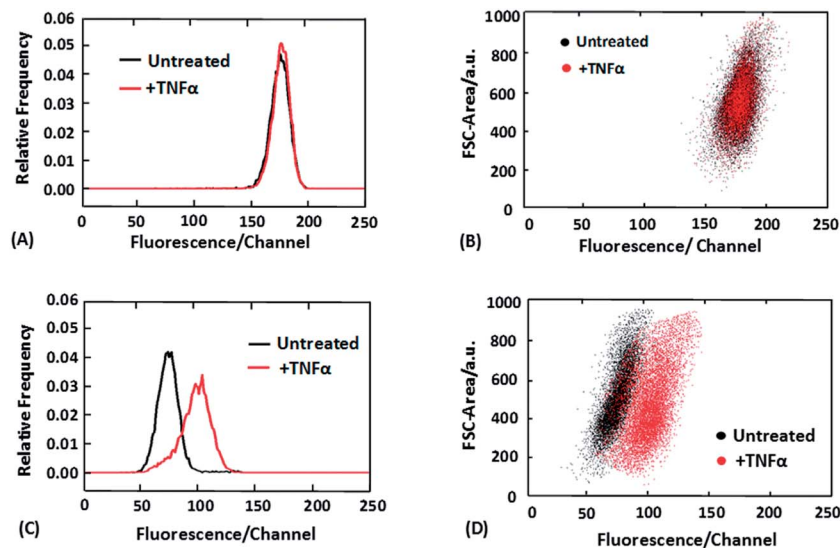 0.06
0.05
0.04
0.03
0.02
0.01
0.00
Relative Frequency
Untreated
+TNFα
0 50 100 150 200 250
Fluorescence/Channel
(A)
1000
800
600
400
200
0
FSC-Area/a.u.
Untreated
+TNFα
0 50 100 150 200 250
Fluorescence/ Channel
(B)
0.06
0.05
0.04
0.03
0.02
0.01
0.00
Relative Frequency
Untreated
+TNFα
0 50 100 150 200 250
Fluorescence/Channel
(C)
1000
800
600
400
200
0
FSC-Area/a.u.
Untreated
+TNFα
0 50 100 150 200 250
Fluorescence/Channel
(D)